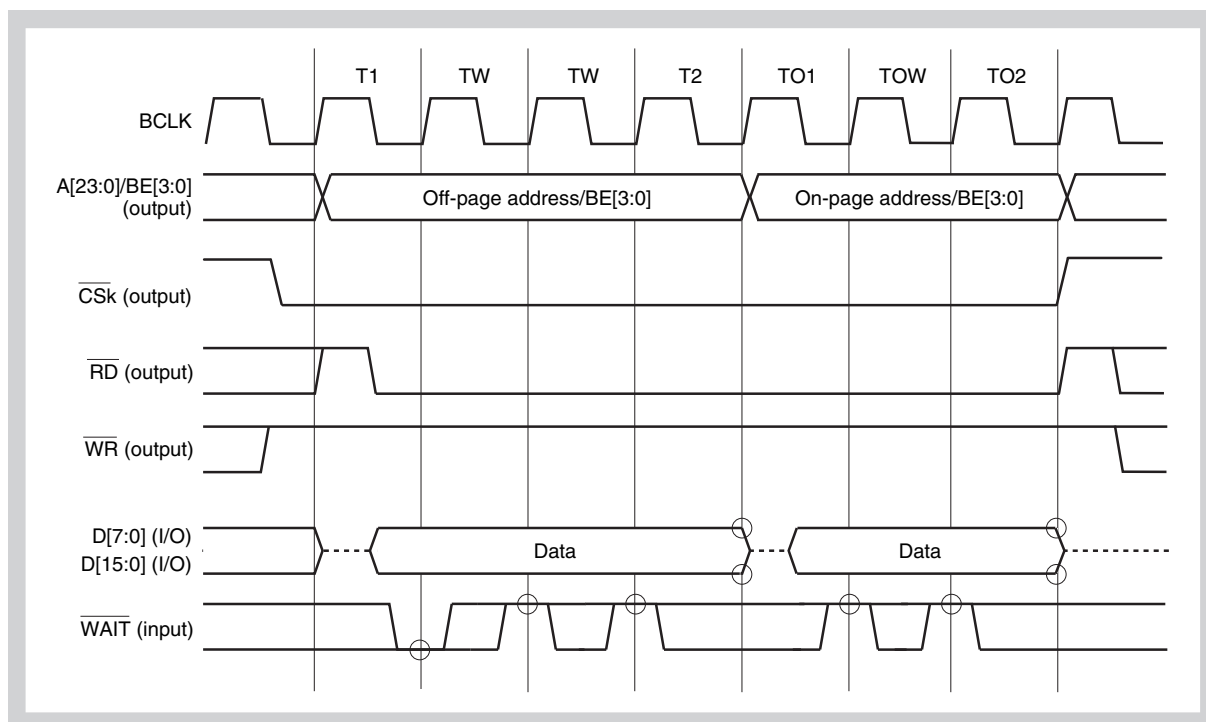 T1 TW TW T2 TO1 TOW TO2
BCLK
A[23:0]/BE[3:0]
(output)
Off-page address/BE[3:0] On-page address/BE[3:0]
CSk (output)
RD (output)
WR (output)
D[7:0] (I/O)
D[15:0] (I/O)
Data Data
WAIT (input)